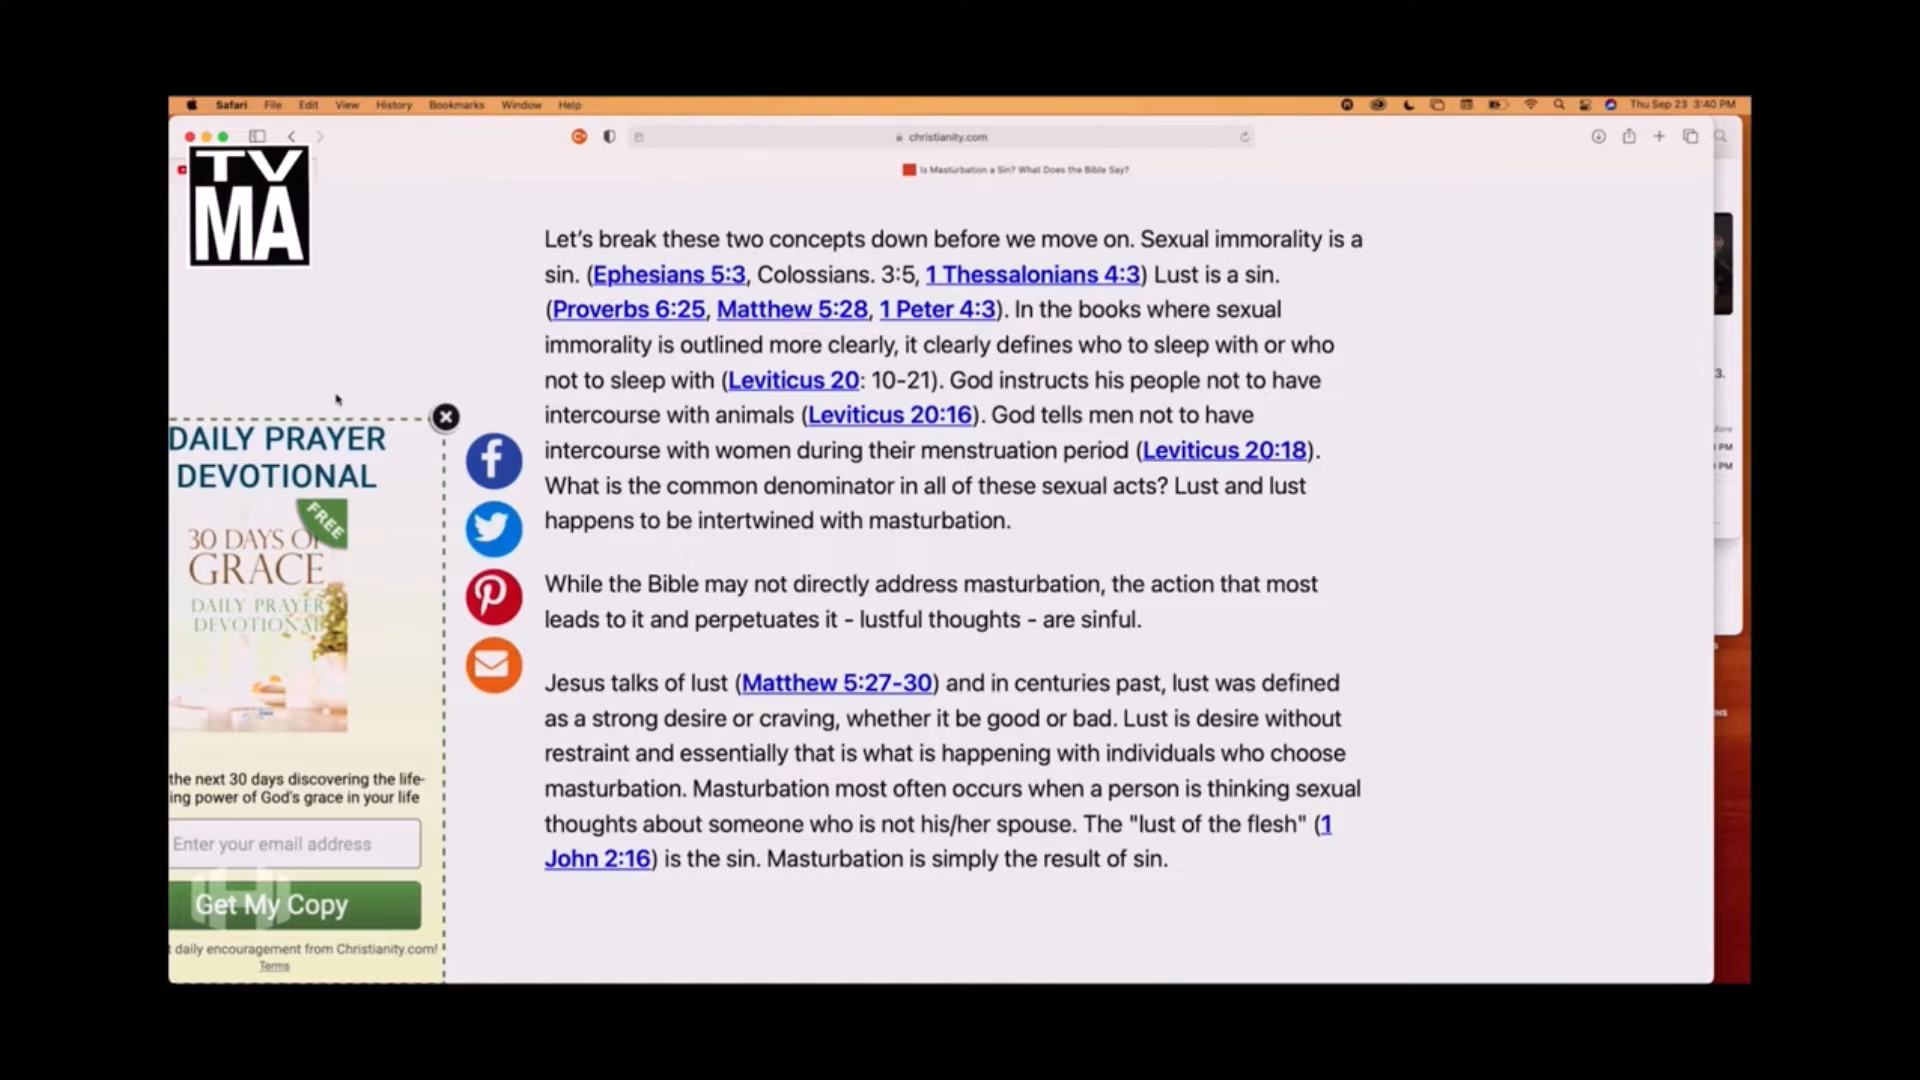 Safari File Edit View History Bookmarks Window Help
Thu Sep 23 3:40 PM
christianity.com
Is Masturbation a Sin? What Does the Bible Say?
TV
MA
Let's break these two concepts down before we move on. Sexual immorality is a
sin. (Ephesians 5:3, Colossians. 3:5, 1 Thessalonians 4:3) Lust is a sin.
(Proverbs 6:25, Matthew 5:28, 1 Peter 4:3). In the books where sexual
immorality is outlined more clearly, it clearly defines who to sleep with or who
not to sleep with (Leviticus 20: 10-21). God instructs his people not to have
intercourse with animals (Leviticus 20:16). God tells men not to have
intercourse with women during their menstruation period (Leviticus 20:18).
What is the common denominator in all of these sexual acts? Lust and lust
happens to be intertwined with masturbation.
While the Bible may not directly address masturbation, the action that most
leads to it and perpetuates it - lustful thoughts - are sinful.
Jesus talks of lust (Matthew 5:27-30) and in centuries past, lust was defined
as a strong desire or craving, whether it be good or bad. Lust is desire without
restraint and essentially that is what is happening with individuals who choose
masturbation. Masturbation most often occurs when a person is thinking sexual
thoughts about someone who is not his/her spouse. The "lust of the flesh" (1
John 2:16) is the sin. Masturbation is simply the result of sin.
DAILY PRAYER
DEVOTIONAL
FREE
30 DAYS OF
GRACE
DAILY PRAYER
DEVOTIONAL
the next 30 days discovering the life-
ing power of God's grace in your life
Enter your email address
Get My Copy
t daily encouragement from Christianity.com!
Terms
3.
PM
PM